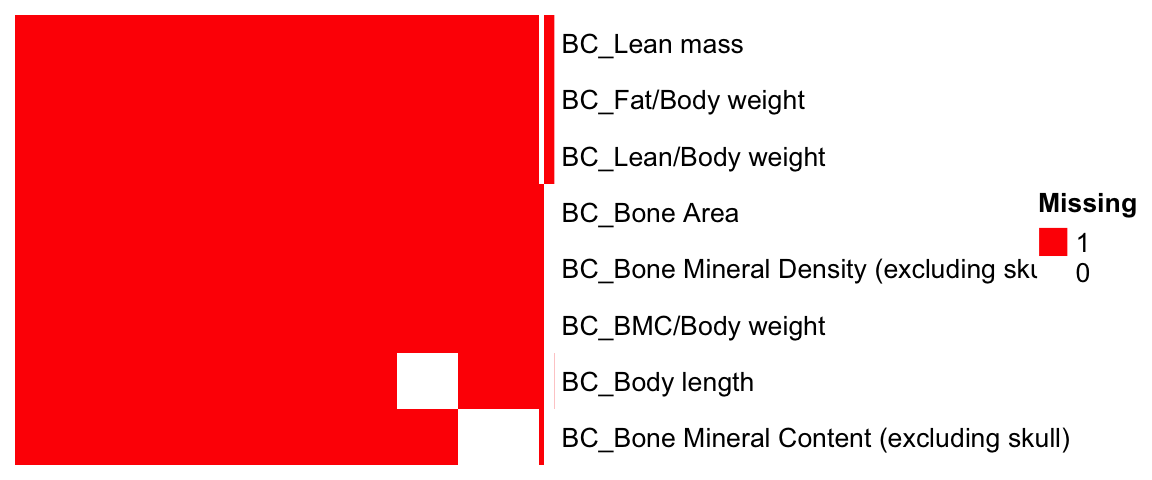 BC_Lean mass
BC_Fat/Body weight
BC_Lean/Body weight
BC_Bone Area
BC_Bone Mineral Density (excluding sku
BC_BMC/Body weight
BC_Body length
BC_Bone Mineral Content (excluding skull)
Missing
1
0